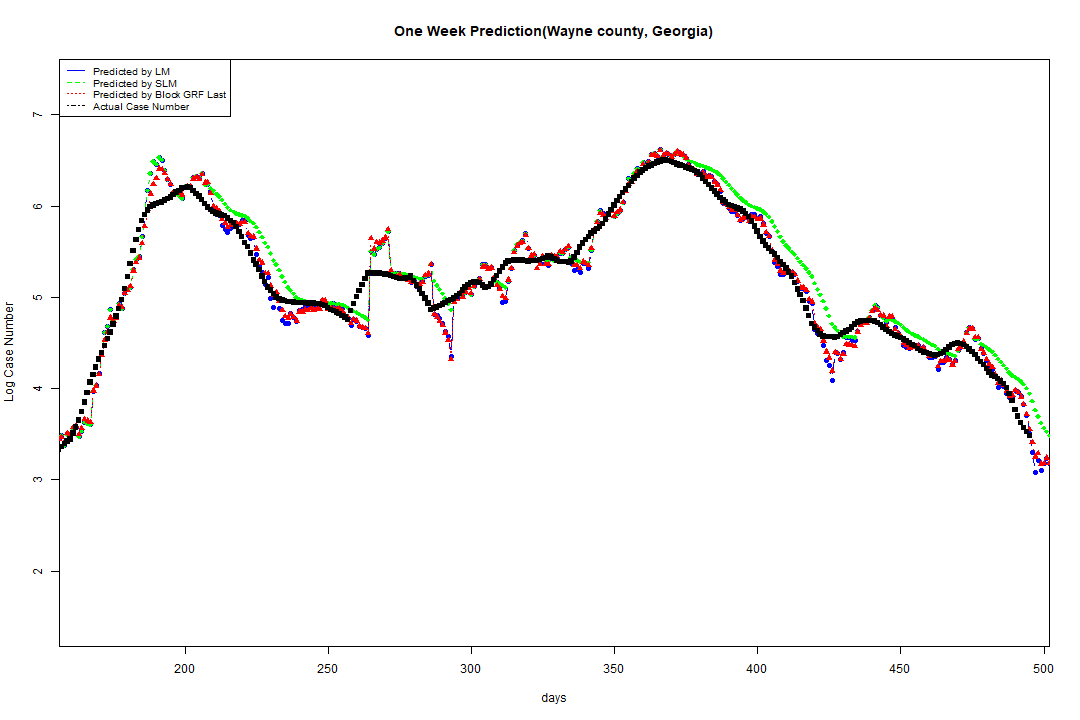 One Week Prediction(Wayne county, Georgia)
Predicted by LM
Predicted by SLM
Predicted by Block GRF Last
Actual Case Number
7
6
5
4
3
2
Log Case Number
200 250 300 350 400 450 500
days